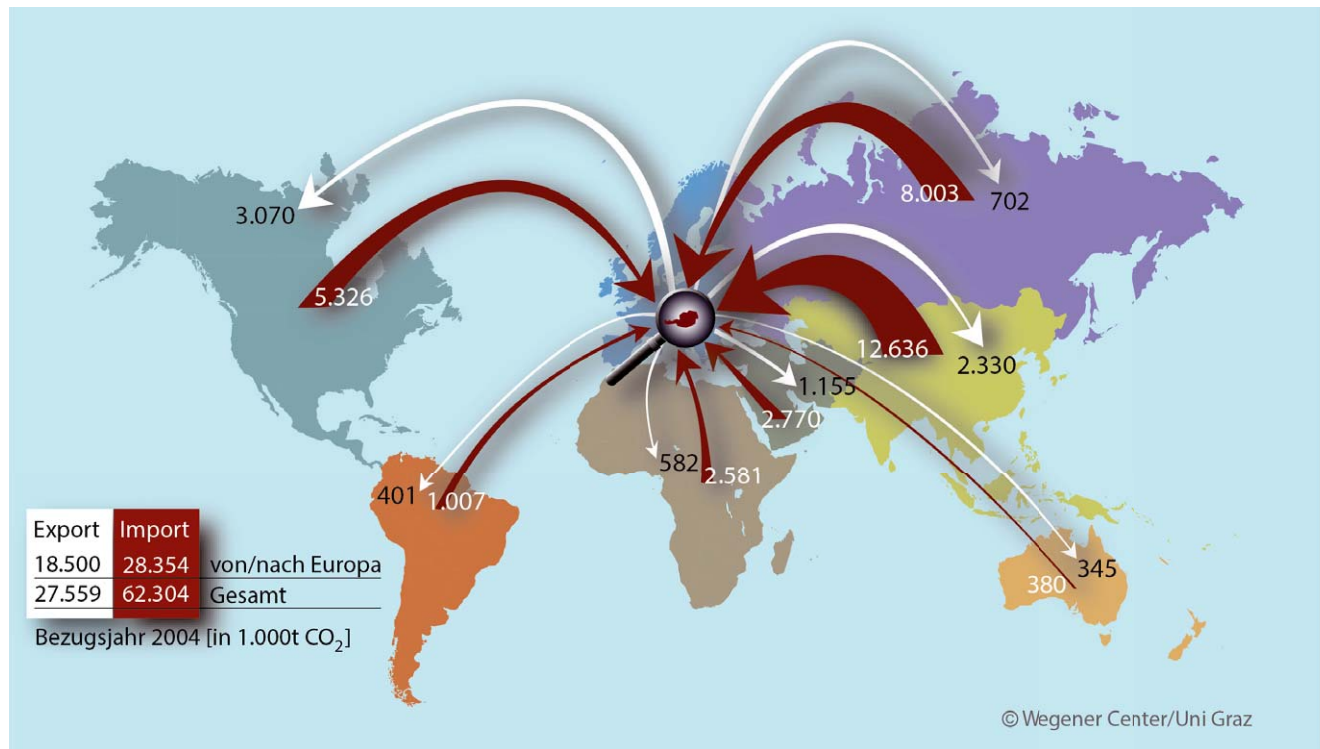 3.070
5.326
8.003
702
12.636
2.330
1.155
2.770
582
2.581
401
1.007
380
345
Export Import
18.500 28.354 von/nach Europa
27.559 62.304 Gesamt
Bezugsjahr 2004 [in 1.000t CO₂]
© Wegener Center/Uni Graz